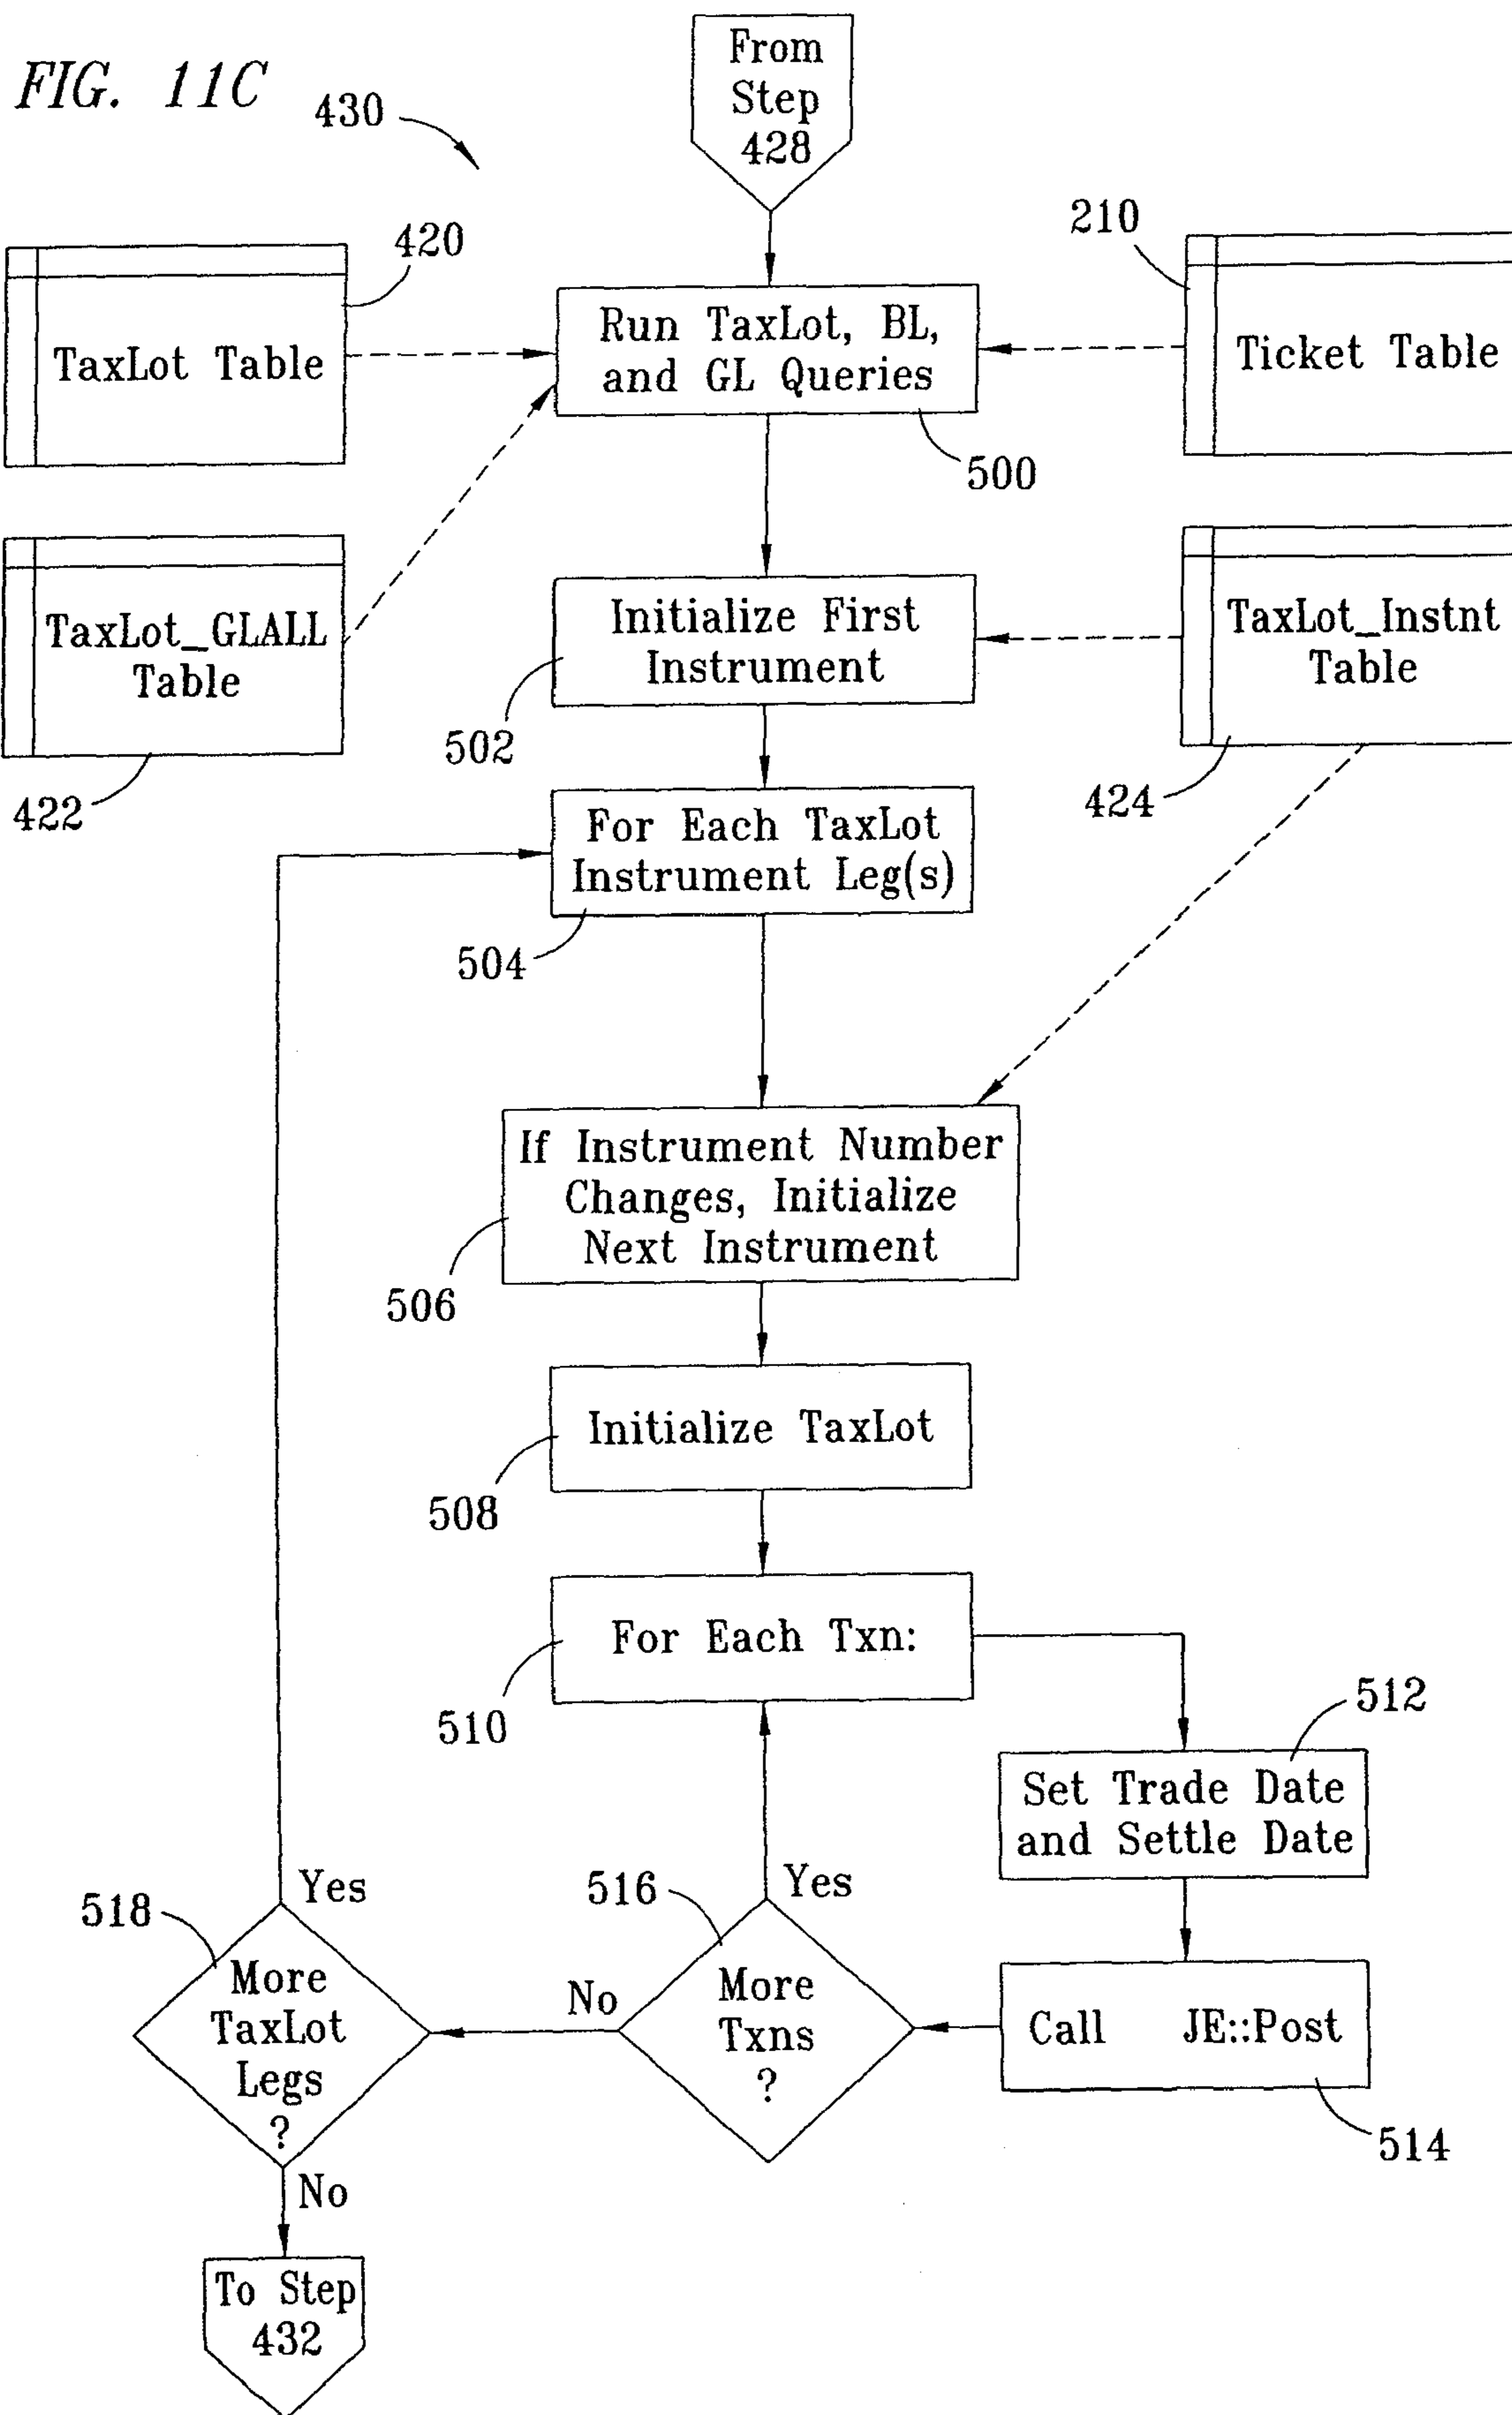 FIG. 11C
430
From
Step
428
420
210
TaxLot Table
Run TaxLot, BL,
and GL Queries
Ticket Table
500
TaxLot_GLALL
Table
Initialize First
Instrument
TaxLot_Instnt
Table
502
422
424
For Each TaxLot
Instrument Leg(s)
504
If Instrument Number
Changes, Initialize
Next Instrument
506
Initialize TaxLot
508
For Each Txn:
510
512
Set Trade Date
and Settle Date
518
Yes
516
Yes
More
TaxLot
Legs
?
No
More
Txns
?
Call JE::Post
514
No
To Step
432